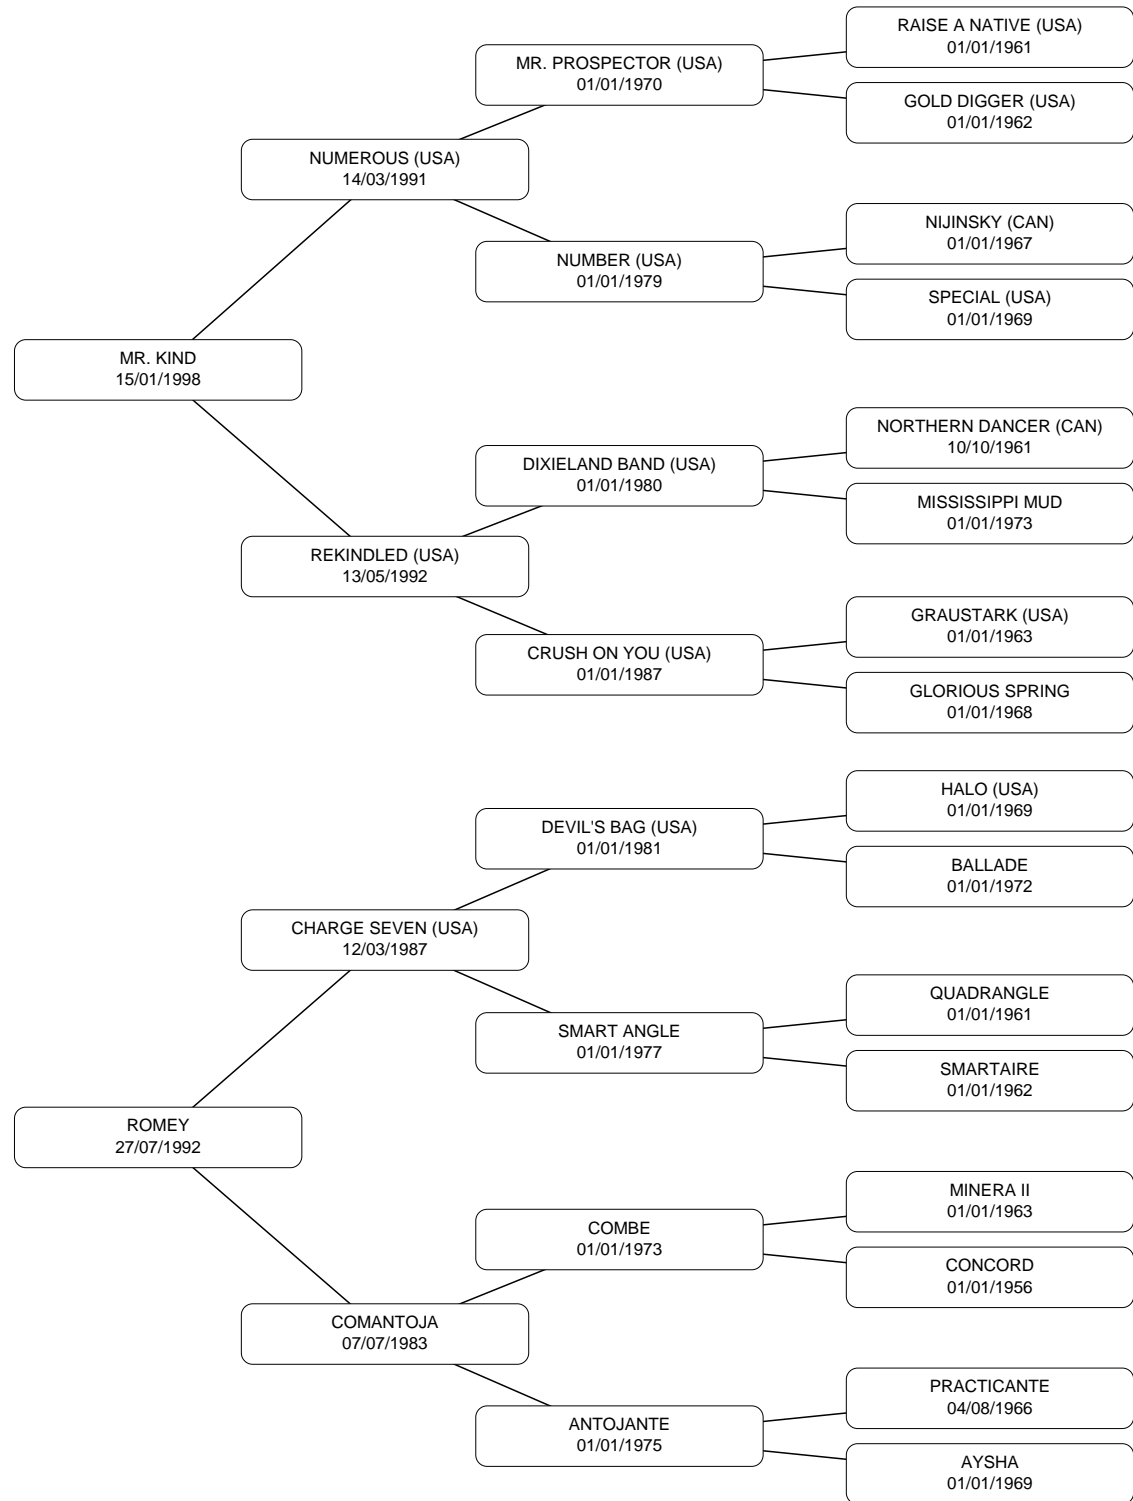 RAISE A NATIVE (USA)
01/01/1961
MR. PROSPECTOR (USA)
01/01/1970
GOLD DIGGER (USA)
01/01/1962
NUMEROUS (USA)
14/03/1991
NIJINSKY (CAN)
01/01/1967
NUMBER (USA)
01/01/1979
SPECIAL (USA)
01/01/1969
MR. KIND
15/01/1998
NORTHERN DANCER (CAN)
10/10/1961
DIXIELAND BAND (USA)
01/01/1980
MISSISSIPPI MUD
01/01/1973
REKINDLED (USA)
13/05/1992
GRAUSTARK (USA)
01/01/1963
CRUSH ON YOU (USA)
01/01/1987
GLORIOUS SPRING
01/01/1968
HALO (USA)
01/01/1969
DEVIL'S BAG (USA)
01/01/1981
BALLADE
01/01/1972
CHARGE SEVEN (USA)
12/03/1987
QUADRANGLE
01/01/1961
SMART ANGLE
01/01/1977
SMARTAIRE
01/01/1962
ROMEY
27/07/1992
MINERA II
01/01/1963
COMBE
01/01/1973
CONCORD
01/01/1956
COMANTOJA
07/07/1983
PRACTICANTE
04/08/1966
ANTOJANTE
01/01/1975
AYSHA
01/01/1969